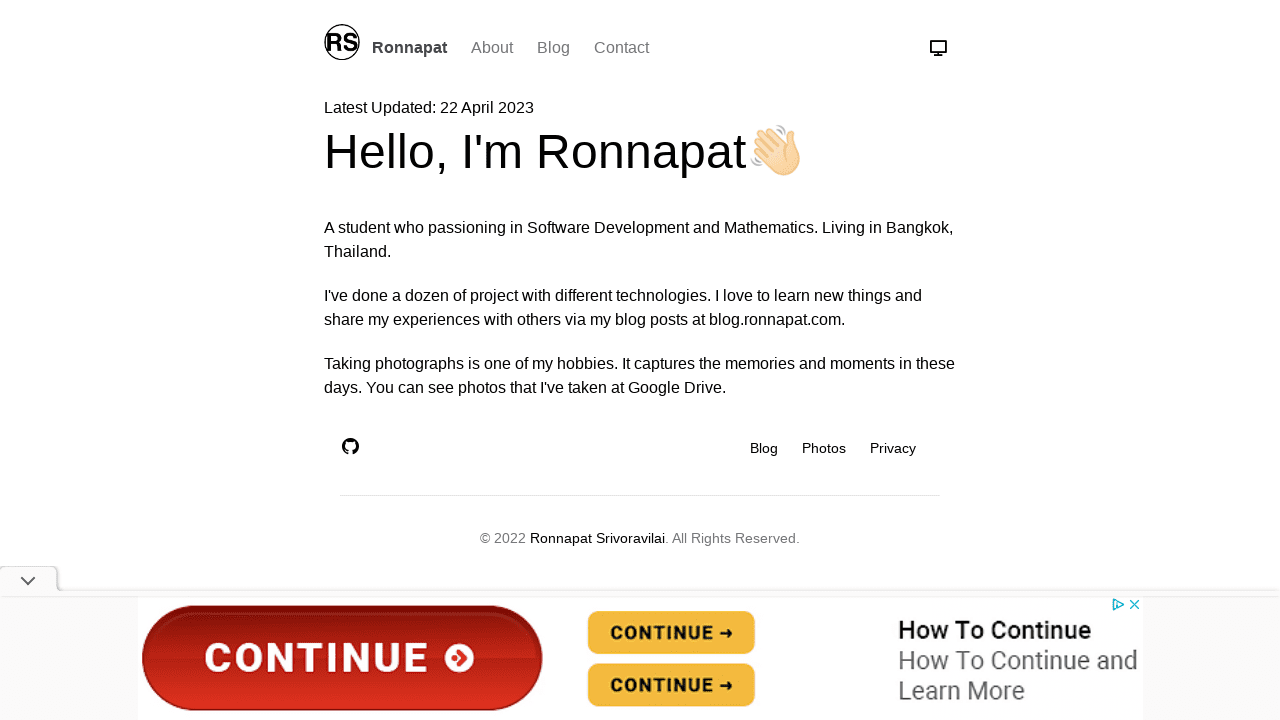 RS
Ronnapat About Blog Contact
Latest Updated: 22 April 2023
Hello, I'm Ronnapat👋🏻
A student who passioning in Software Development and Mathematics. Living in Bangkok,
Thailand.
I've done a dozen of project with different technologies. I love to learn new things and
share my experiences with others via my blog posts at blog.ronnapat.com.
Taking photographs is one of my hobbies. It captures the memories and moments in these
days. You can see photos that I've taken at Google Drive.
Blog Photos Privacy
© 2022 Ronnapat Srivoravilai. All Rights Reserved.
CONTINUE
CONTINUE →
CONTINUE →
How To Continue
How To Continue and
Learn More